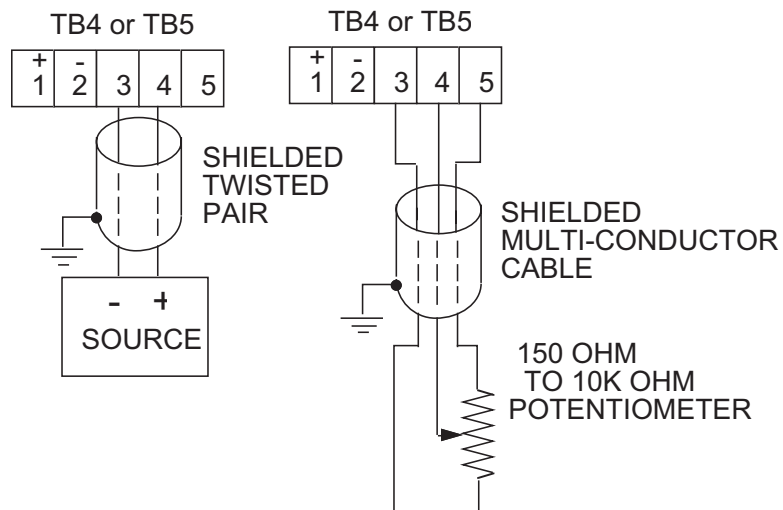 TB4 or TB5
+ -
1 2 3 4 5
SHIELDED
TWISTED
PAIR
- +
SOURCE
TB4 or TB5
+ -
1 2 3 4 5
SHIELDED
MULTI-CONDUCTOR
CABLE
150 OHM
TO 10K OHM
POTENTIOMETER